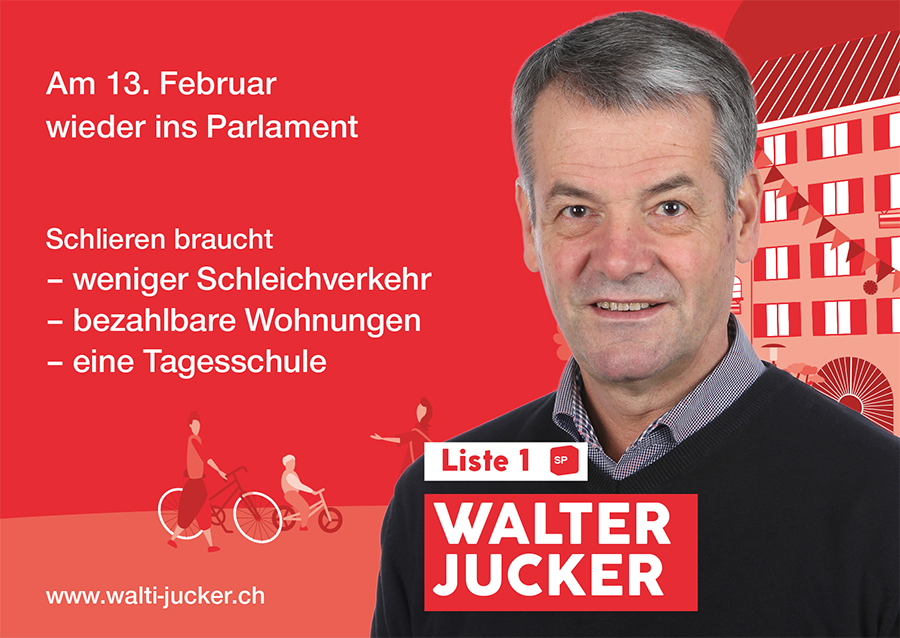 Am 13. Februar
wieder ins Parlament
Schlieren braucht
– weniger Schleichverkehr
– bezahlbare Wohnungen
– eine Tagesschule
Liste 1 SP
WALTER
JUCKER
www.walti-jucker.ch